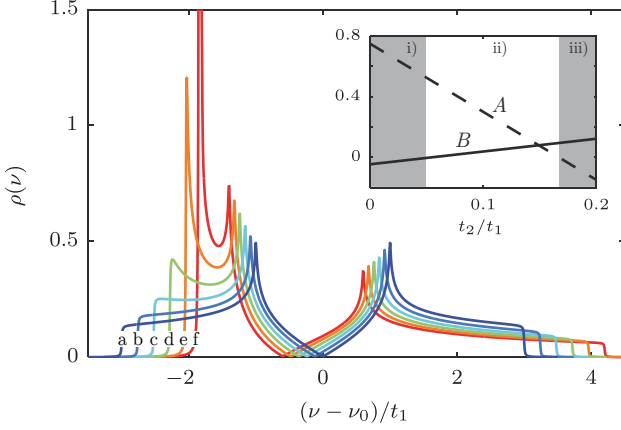 1.5
1
0.5
0
ρ(ν)
a b c d e f
−2 0 2 4
(ν − ν₀)/t₁
0.8
0.4
0
i) ii) iii)
A
B
0 0.1 0.2
t₂/t₁